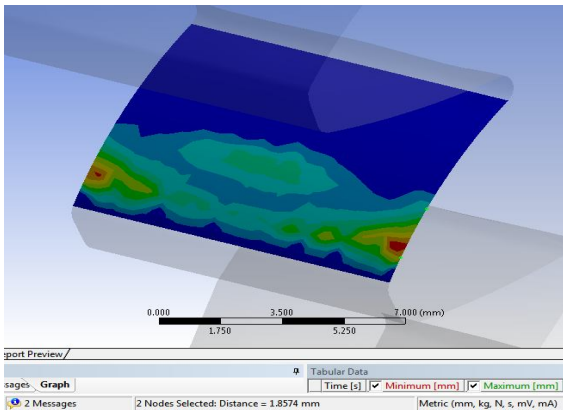 0.000 3.500 7.000 (mm)
1.750 5.250
eport Preview
Tabular Data
ssages Graph Time [s] Minimum [mm] Maximum [mm]
2 Messages 2 Nodes Selected: Distance = 1.8574 mm Metric (mm, kg, N, s, mV, mA)